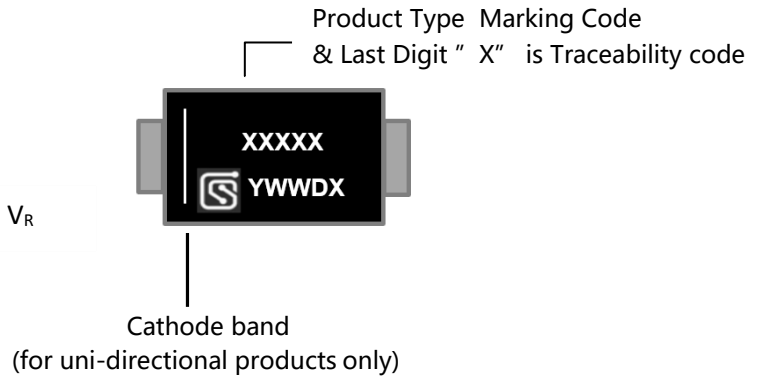 Product Type Marking Code
& Last Digit ” X” is Traceability code
XXXXX
YWWDX
VR
Cathode band
(for uni-directional products only)